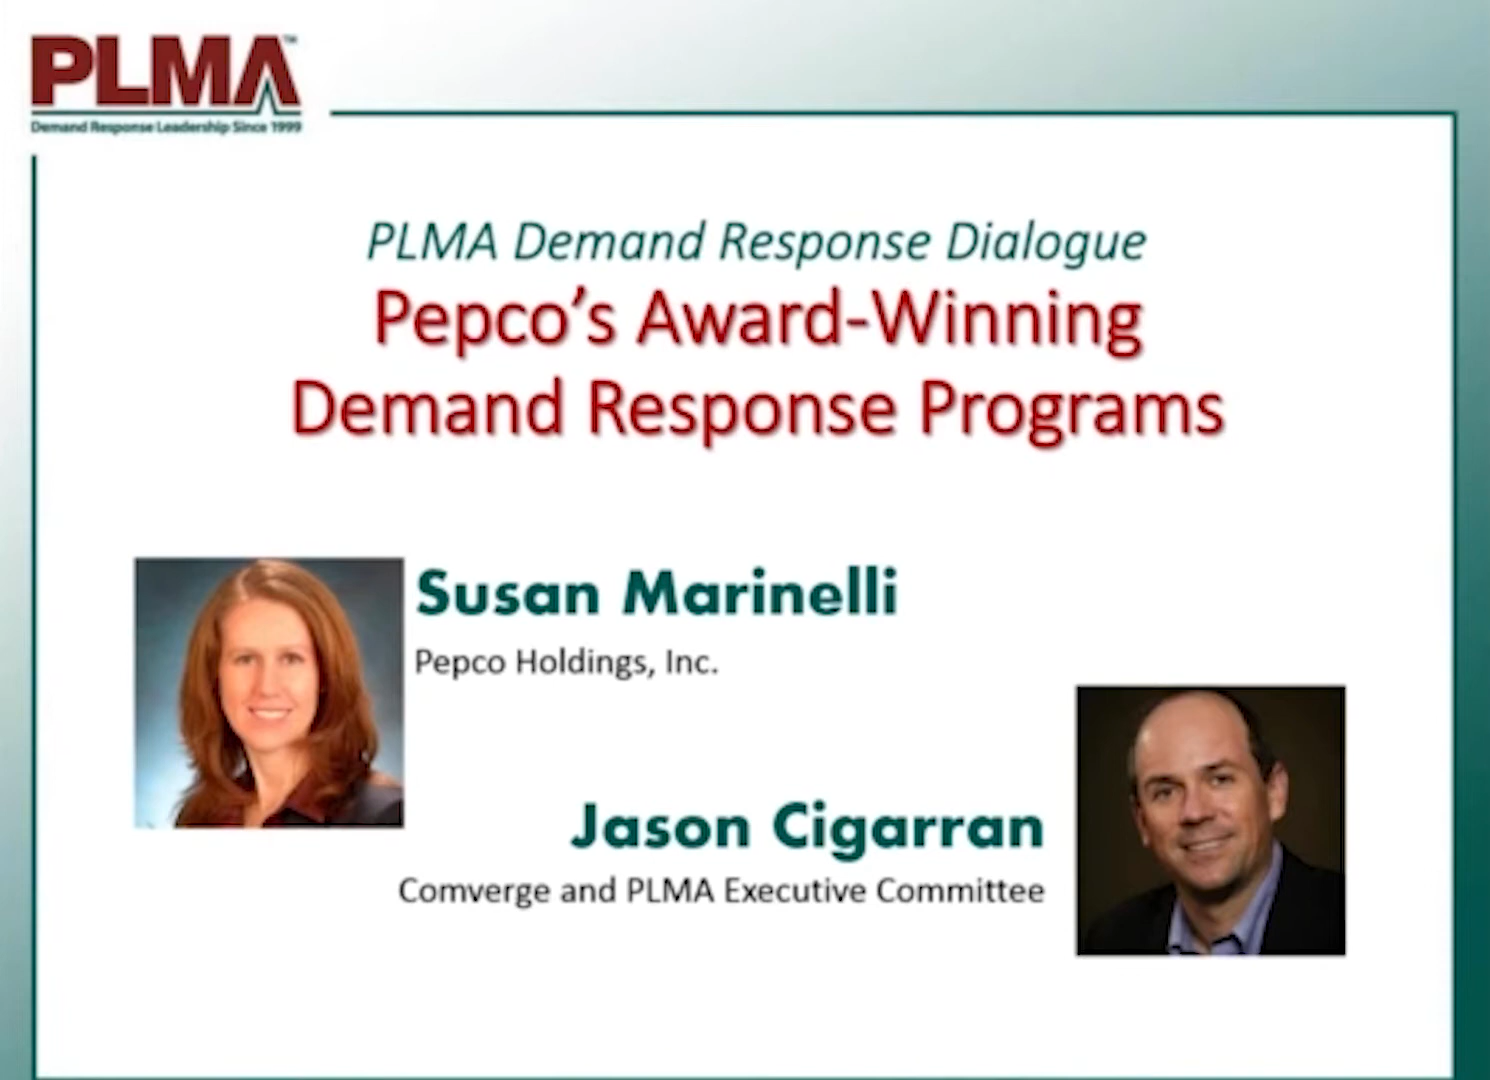 PLMA™
Demand Response Leadership Since 1999
PLMA Demand Response Dialogue
Pepco’s Award-Winning
Demand Response Programs
Susan Marinelli
Pepco Holdings, Inc.
Jason Cigarran
Comverge and PLMA Executive Committee